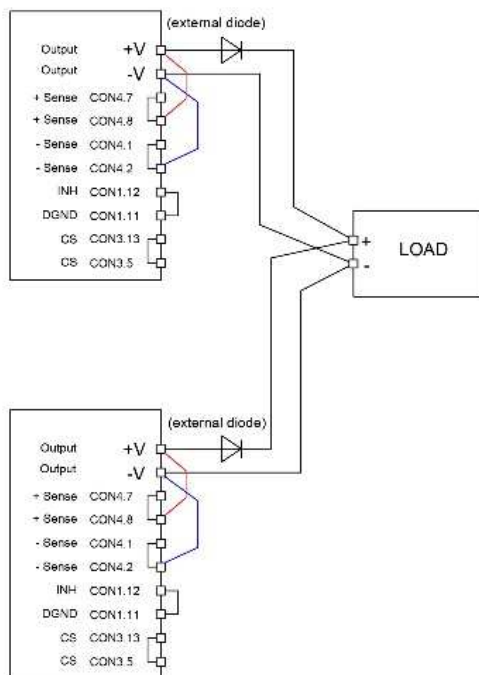 (external diode)
Output +V
Output -V
+ Sense CON4.7
+ Sense CON4.8
- Sense CON4.1
- Sense CON4.2
INH CON1.12
DGND CON1.11
CS CON3.13
CS CON3.5
+ LOAD
-
(external diode)
Output +V
Output -V
+ Sense CON4.7
+ Sense CON4.8
- Sense CON4.1
- Sense CON4.2
INH CON1.12
DGND CON1.11
CS CON3.13
CS CON3.5